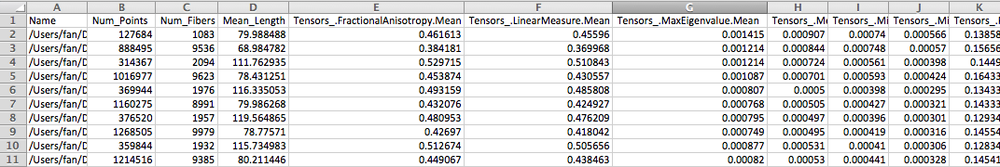 A B C D E F G H I J K
1 Name Num_Points Num_Fibers Mean_Length Tensors_.FractionalAnisotropy.Mean Tensors_.LinearMeasure.Mean Tensors_.MaxEigenvalue.Mean Tensors_.Me Tensors_.Mi Tensors_.Mi Tensors_.
2 /Users/fan/D 127684 1083 79.988488 0.461613 0.45596 0.001415 0.000907 0.00074 0.000566 0.13858
3 /Users/fan/D 888495 9536 68.984782 0.384181 0.369968 0.001214 0.000844 0.000748 0.00057 0.15656
4 /Users/fan/D 314367 2094 111.762935 0.529715 0.510843 0.001214 0.000724 0.000561 0.000398 0.1449
5 /Users/fan/D 1016977 9623 78.431251 0.453874 0.430557 0.001087 0.000701 0.000593 0.000424 0.16433
6 /Users/fan/D 369944 1976 116.335053 0.493159 0.485808 0.000807 0.0005 0.000398 0.000295 0.13433
7 /Users/fan/D 1160275 8991 79.986268 0.432076 0.424927 0.000768 0.000505 0.000427 0.000321 0.14333
8 /Users/fan/D 376520 1957 119.564865 0.480953 0.476209 0.000795 0.000497 0.000396 0.000301 0.12934
9 /Users/fan/D 1268505 9979 78.77571 0.42697 0.418042 0.000749 0.000495 0.000419 0.000316 0.14554
10 /Users/fan/D 359844 1932 115.734983 0.512674 0.505656 0.000877 0.000531 0.00041 0.000306 0.12834
11 /Users/fan/D 1214516 9385 80.211446 0.449067 0.438463 0.00082 0.00053 0.000441 0.000328 0.14541